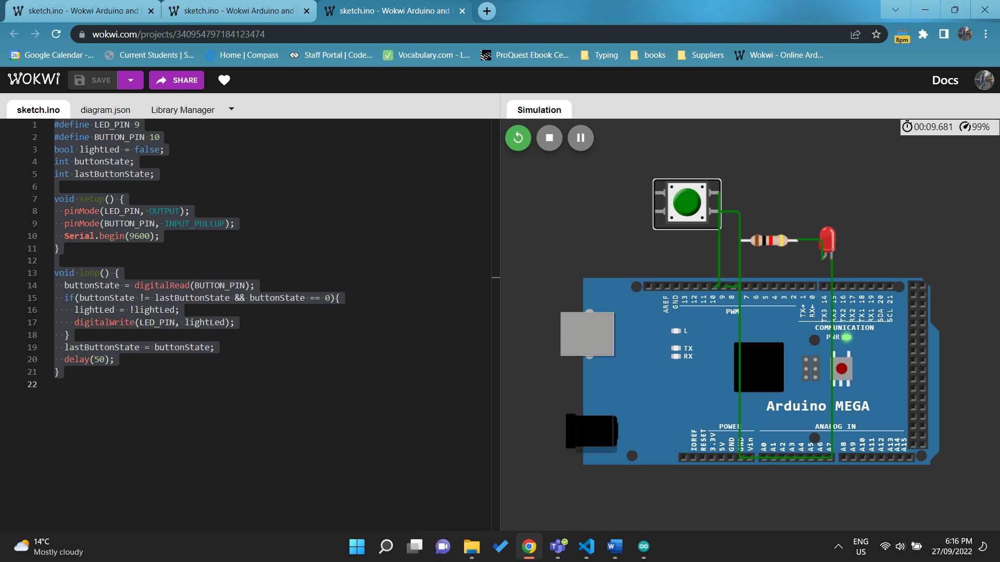 sketch.ino - Wokwi Arduino and
sketch.ino - Wokwi Arduino and
sketch.ino - Wokwi Arduino and
wokwi.com/projects/340954797184123474
8pm
26
Google Calendar -...
Current Students | S...
Home | Compass
Staff Portal | Code...
Vocabulary.com - L...
ProQuest Ebook Ce...
Typing
books
Suppliers
Wokwi - Online Ard...
WOKWi
SAVE
SHARE
Docs
sketch.ino
diagram.json
Library Manager
Simulation
00:09.681
99%
1 #define LED_PIN 9
2 #define BUTTON_PIN 10
3 bool lightLed = false;
4 int buttonState;
5 int lastButtonState;
6
7 void setup() {
8 pinMode(LED_PIN, OUTPUT);
9 pinMode(BUTTON_PIN, INPUT_PULLUP);
10 Serial.begin(9600);
11 }
12
13 void loop() {
14 buttonState = digitalRead(BUTTON_PIN);
15 if(buttonState != lastButtonState && buttonState == 0){
16 lightLed = !lightLed;
17 digitalWrite(LED_PIN, lightLed);
18 }
19 lastButtonState = buttonState;
20 delay(50);
21 }
22
AREF GND 13 12 11 10 9 8 7 6 5 4 3 2 TX→ 1 RX← 0 TX3 14 RX3 15 TX2 16 RX2 17 TX1 18 RX1 19 SDA 20 SCL 21
PWM
COMMUNICATION
PWR
L
TX
RX
Arduino MEGA
POWER
ANALOG IN
IOREF RESET 3.3V 5V GND GND Vin A0 A1 A2 A3 A4 A5 A6 A7 A8 A9 A10 A11 A12 A13 A14 A15
14°C
Mostly cloudy
ENG
US
6:16 PM
27/09/2022